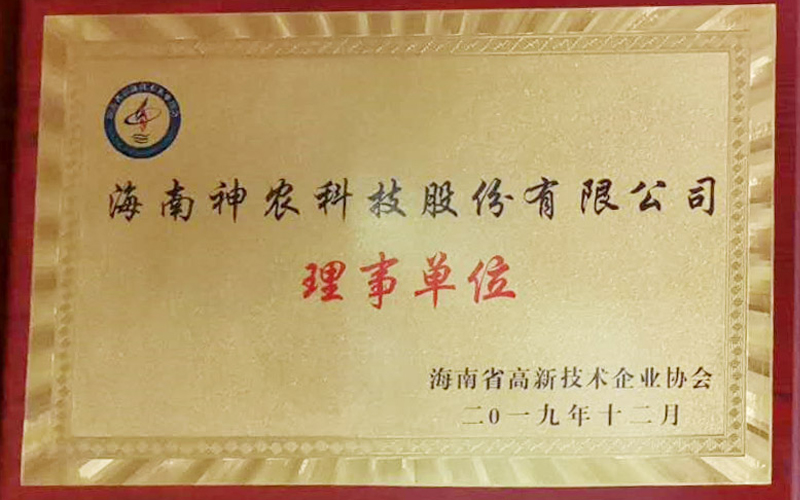 海南神农科技股份有限公司
理事单位
海南省高新技术企业协会
二0一九年十二月